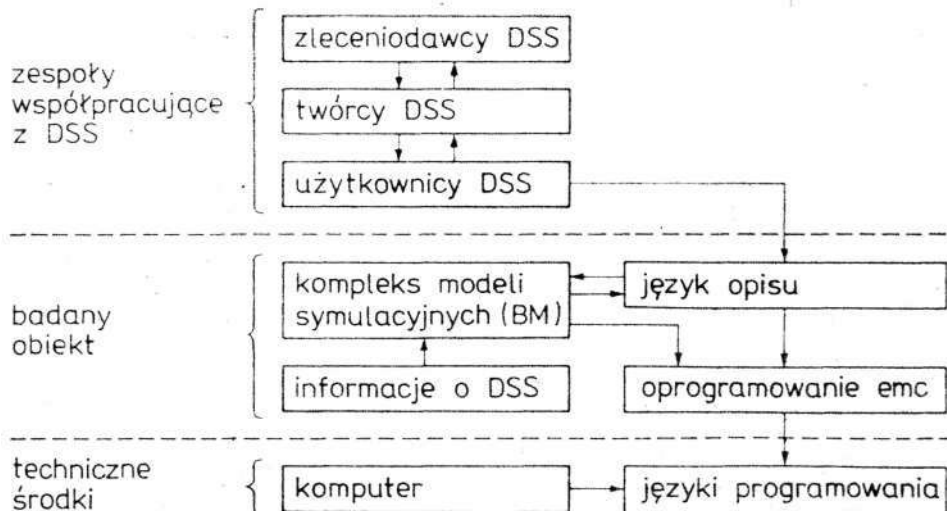 zespoły
współpracujące
z DSS
zleceniodawcy DSS
twórcy DSS
użytkownicy DSS
badany
obiekt
kompleks modeli
symulacyjnych (BM)
język opisu
informacje o DSS
oprogramowanie emc
techniczne
środki
komputer
języki programowania